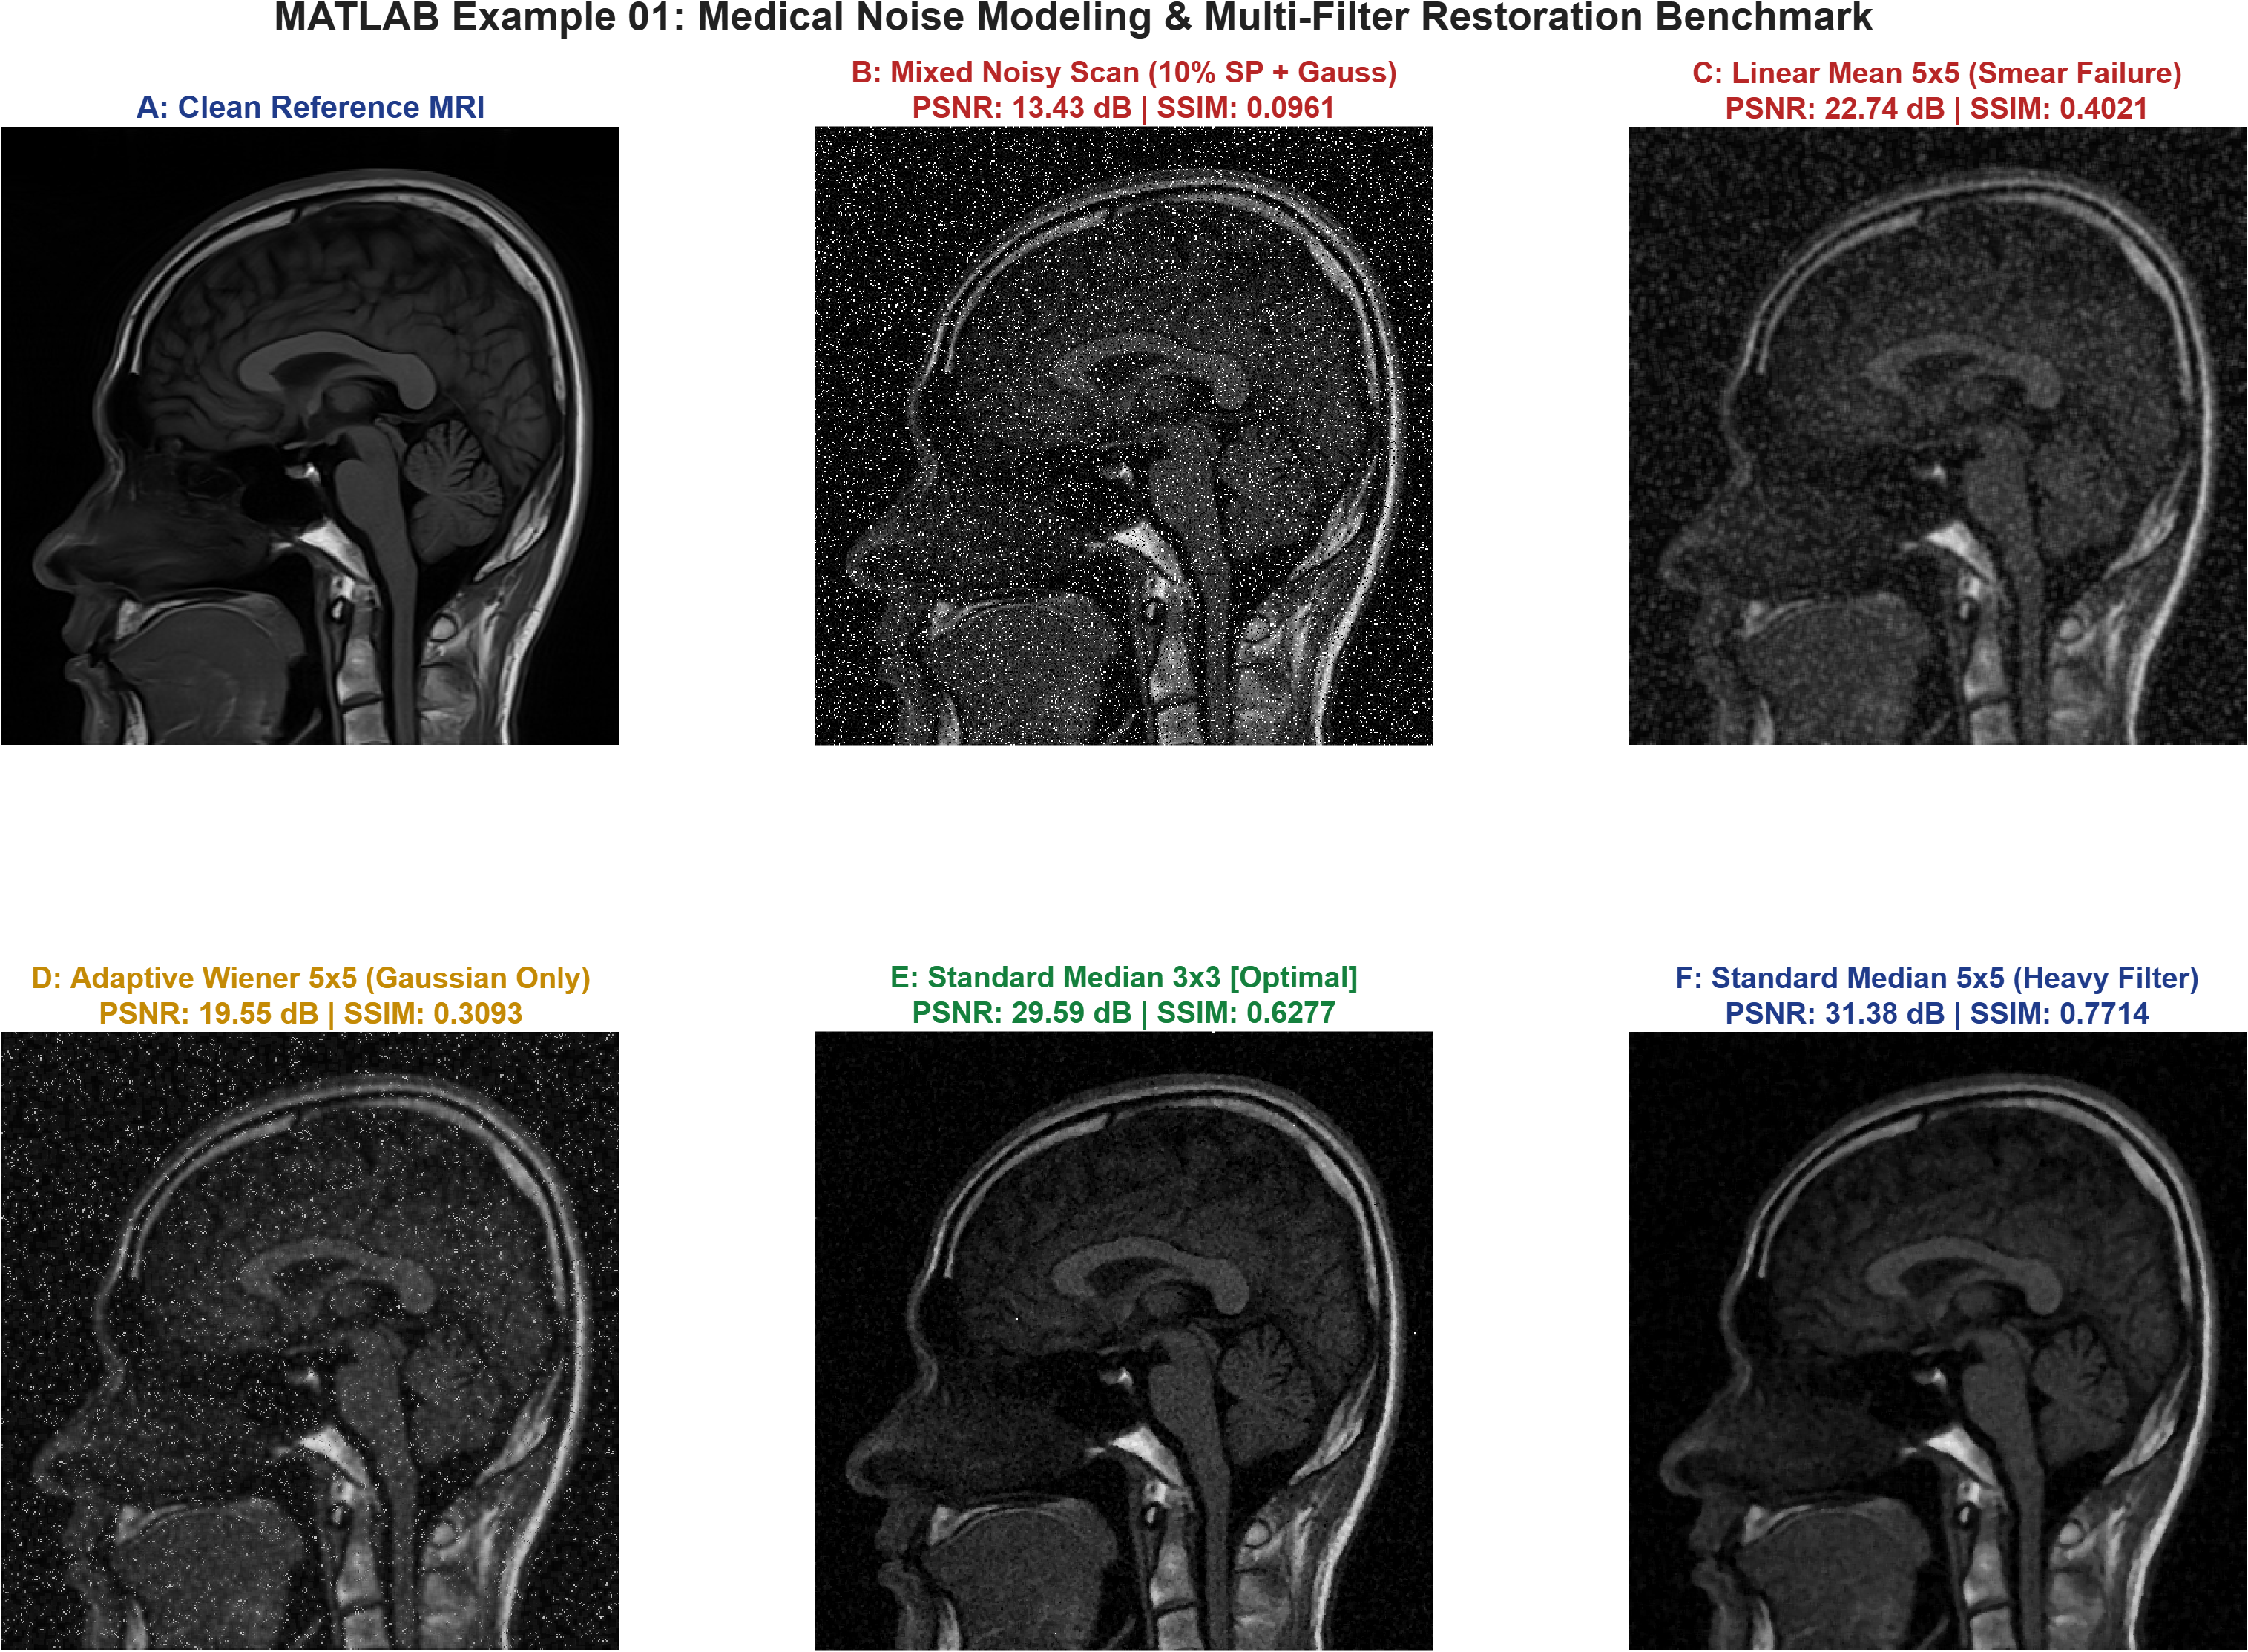 MATLAB Example 01: Medical Noise Modeling & Multi-Filter Restoration Benchmark
A: Clean Reference MRI
B: Mixed Noisy Scan (10% SP + Gauss)
PSNR: 13.43 dB | SSIM: 0.0961
C: Linear Mean 5x5 (Smear Failure)
PSNR: 22.74 dB | SSIM: 0.4021
D: Adaptive Wiener 5x5 (Gaussian Only)
PSNR: 19.55 dB | SSIM: 0.3093
E: Standard Median 3x3 [Optimal]
PSNR: 29.59 dB | SSIM: 0.6277
F: Standard Median 5x5 (Heavy Filter)
PSNR: 31.38 dB | SSIM: 0.7714